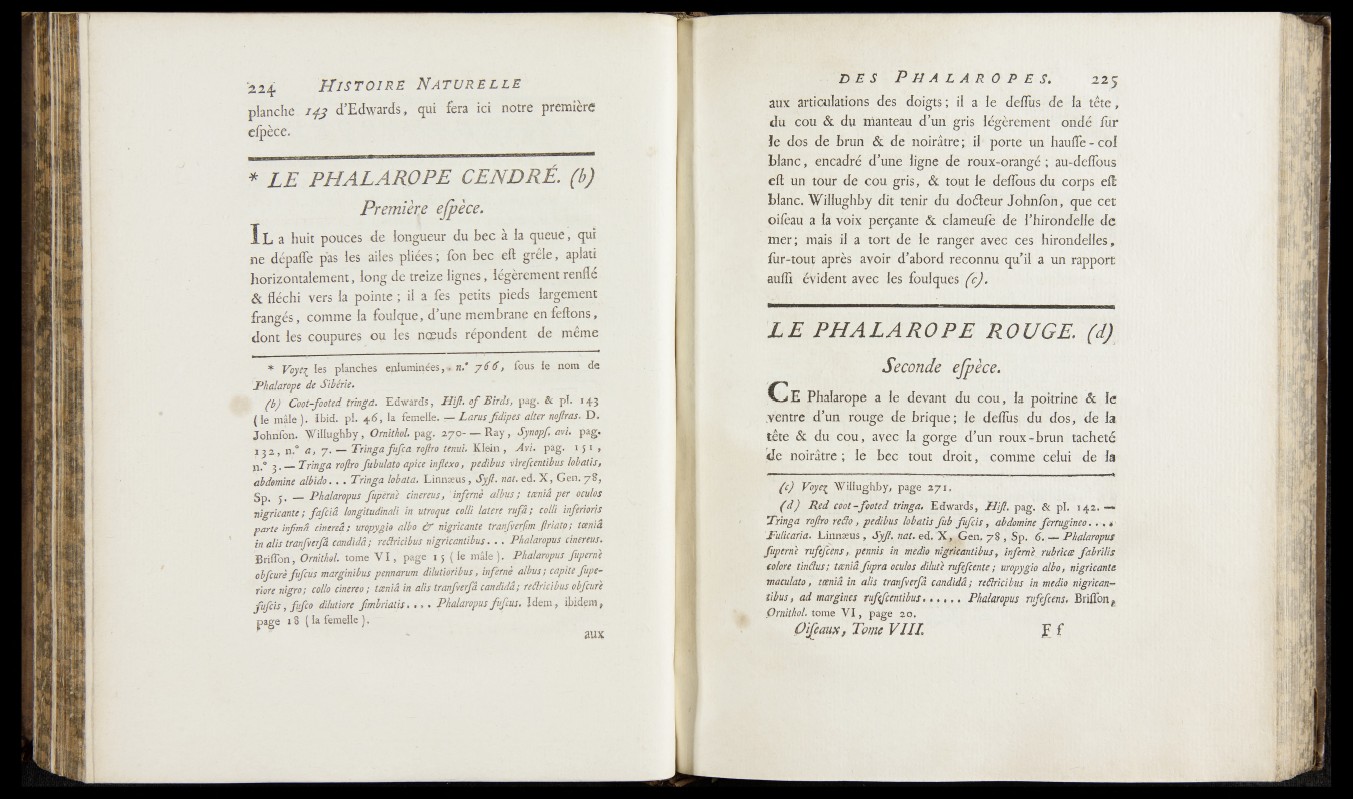 224 HISTOIRE NATURELLE
planche 143 d'Edwards, qui sera ici notre première
espèce.
* LE PHALAROPE CENDRÉ. (b)
Première espèce.
IL a huit pouces de longueur du bec à la queue, qui
ne dépasse pas les ailes pliées; son bec est grêle, aplati
horizontalement, long de treize lignes, légèrement renflé
& fléchi vers la pointe; il a ses petits pieds largement
frangés, comme la foulque, d'une membrane en festons,
dont les coupures ou les nœuds répondent de même
* Voyez les planches enluminées, n.° 766, sous le nom de
Phalarope de Sibérie.
(b) Coot-footed tringa. Edwards, Hist. of Birds, pag. & pl. 143
(le mâle). Ibid. pl. 46, la femelle. — Larus fidipes alter nostras. D.
Johnson. Willughby, Ornithol. pag. 270. — Ray, Synops. avi. pag.
132, n.° a, 7. — Tringa fusca rostro tenui. Klein, Avi. pag. 151,
n.° 3. — Tringa rostro subulato apice inflexo, pedibus virescentibus lobatis,
abdomine albido... Tringa lobata. Linnæus, Syst. nat. ed. X, Gen. 78,
Sp. 5. — Phalaropus supernè cinereus, infernè albus; tæniâ per oculos
nigricante; fasciâ longitudinali in utroque colli latere rufâ; colli inferioris
parte infimâ cinereâ; uropygio albo & nigricante transversim striato; tæniâ
in alis transversâ candidâ; rectricibus nigricantibus... Phalaropus cinereus.
Brisson, Ornithol. tome VI, page 15 (le mâle). Phalaropus supernè
obscurè fuscus marginibus pennarum dilutioribus, infernè albus; capite supe-
riore nigro; collo cinereo; tæniâ in alis transversâ candidâ; rectricibus obscurè
fuscis, fusco dilutiore fimbriatis.... Phalaropus fuscus. Idem, ibidem,
page 18 (la femelle).
aux
DES PHALAROPES. 225
aux articulations des doigts; il a le dessus de la tête,
du cou & du manteau d'un gris légèrement ondé sur
le dos de brun & de noirâtre; il porte un hausse-col
blanc, encadré d'une ligne de roux-orangé; au-dessous
est un tour de cou gris, & tout le dessous du corps est
blanc. Willughby dit tenir du docteur Johnson, que cet
oiseau a la voix perçante & clameuse de l'hirondelle de
mer; mais il a tort de le ranger avec ces hirondelles,
sur-tout après avoir d'abord reconnu qu'il a un rapport
aussi évident avec les foulques (c).
LE PHALAROPE ROUGE. (d)
Seconde espèce.
CE Phalarope a le devant du cou, la poitrine & le
ventre d'un rouge de brique; le dessus du dos, de la
tête & du cou, avec la gorge d'un roux-brun tacheté
de noirâtre; le bec tout droit, comme celui de la
(c) Voyez Willughby, page 271.
(d) Red coot-footed tringa. Edwards, Hist. pag. & pl. 142. —
Tringa rostro recto, pedibus lobatis sub fuscis, abdomine ferrugineo....
Fulicaria. Linnæus, Syst. nat. ed. X, Gen. 78, Sp. 6. — Phalaropus
supernè rufescens, pennis in medio nigricantibus, infernè rubricæ fabrilis
colore tinctus; tæniâ supra oculos dilutè rufescente; uropygio albo, nigricante
maculato, tæniâ in alis transversâ candidâ; rectricibus in medio nigrican-
tibus, ad margines rufescentibus...... Phalaropus rufescens. Brisson,
Ornithol. tome VI, page 20.
Oiseaux, Tome VIII. F f